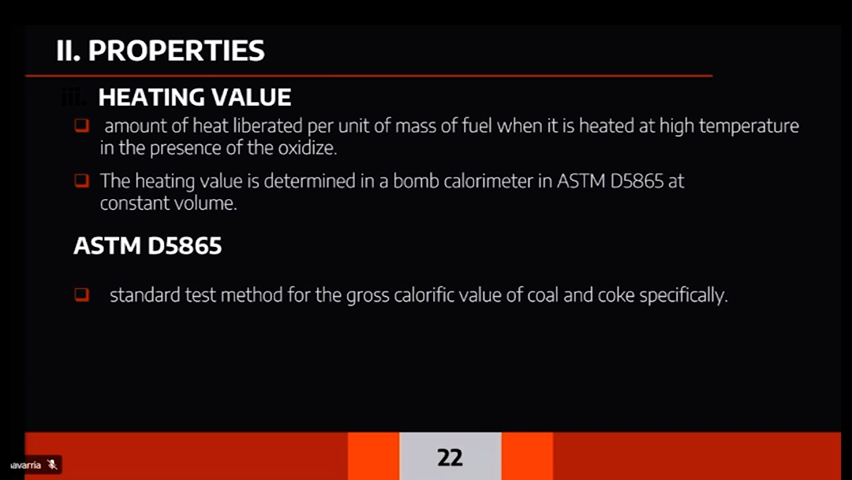 II. PROPERTIES
iii. HEATING VALUE
amount of heat liberated per unit of mass of fuel when it is heated at high temperature
in the presence of the oxidize.
The heating value is determined in a bomb calorimeter in ASTM D5865 at
constant volume.
ASTM D5865
standard test method for the gross calorific value of coal and coke specifically.
22